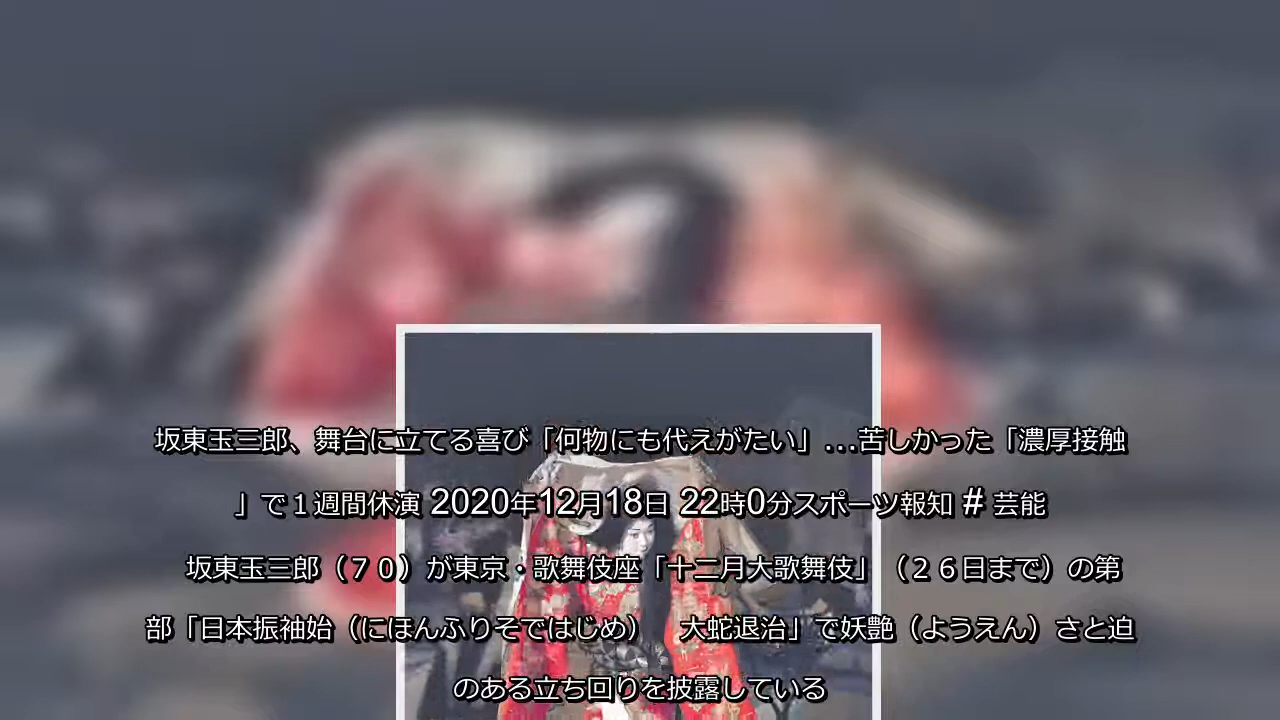 坂東玉三郎、舞台に立てる喜び「何物にも代えがたい」…苦しかった「濃厚接触
」で１週間休演 2020年12月18日 22時0分スポーツ報知 # 芸能
坂東玉三郎（７０）が東京・歌舞伎座「十二月大歌舞伎」（２６日まで）の第
部「日本振袖始（にほんふりそではじめ）　大蛇退治」で妖艶（ようえん）さと迫
のある立ち回りを披露している